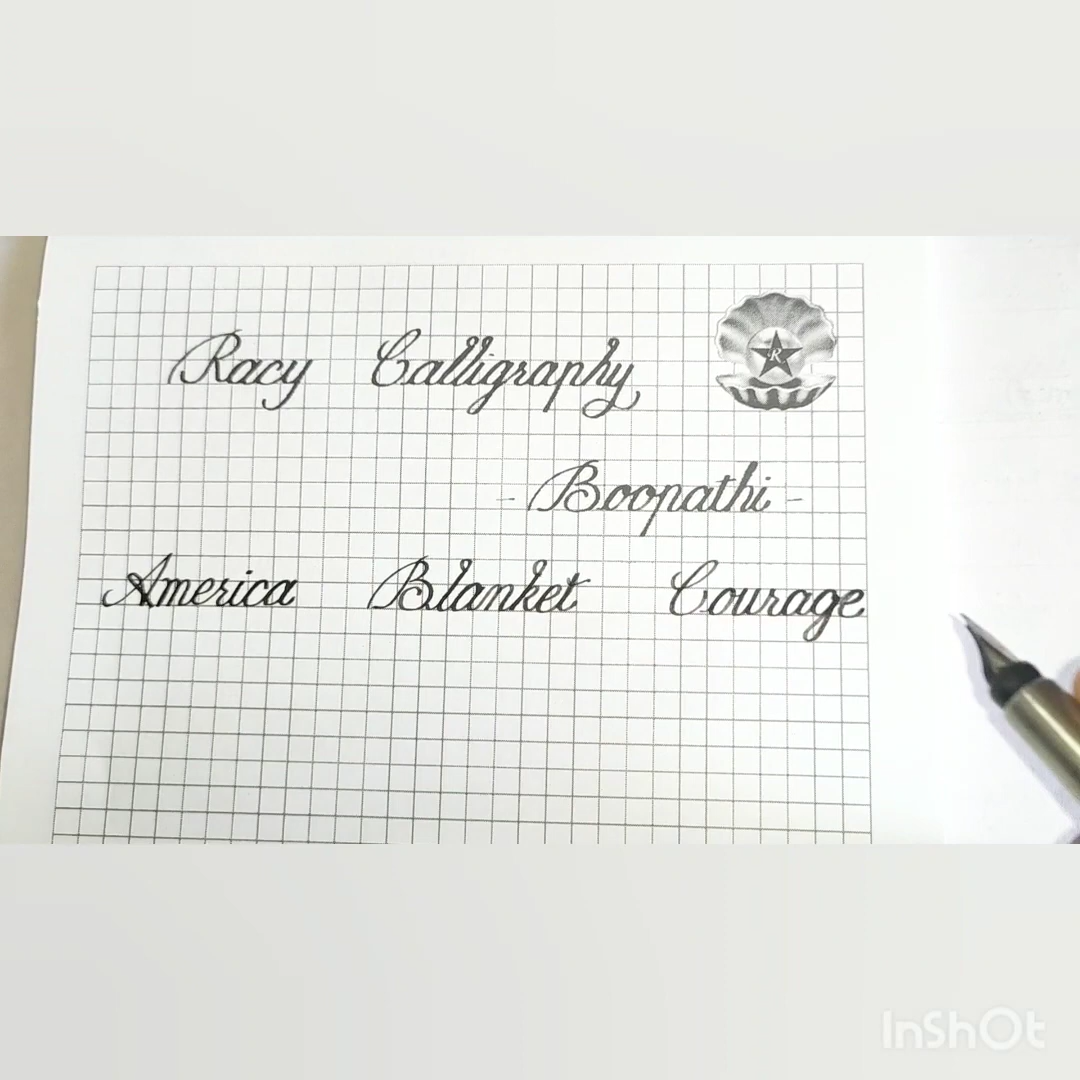 Racy Calligraphy
R
- Boopathi -
America Blanket Courage
InShOt